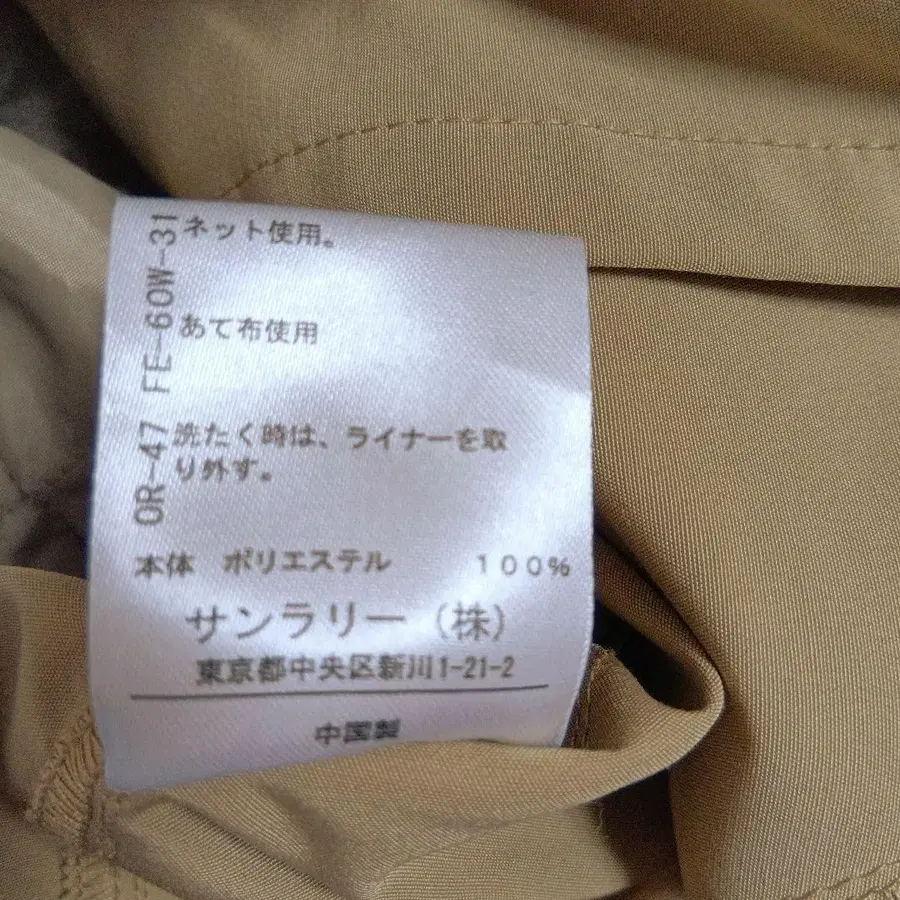 ネット使用。
あて布使用
洗たく時は、ライナーを取
り外す。
本体 ポリエステル 100%
サンラリー(株)
東京都中央区新川1-21-2
中国製
OR-47 FE-60W-31